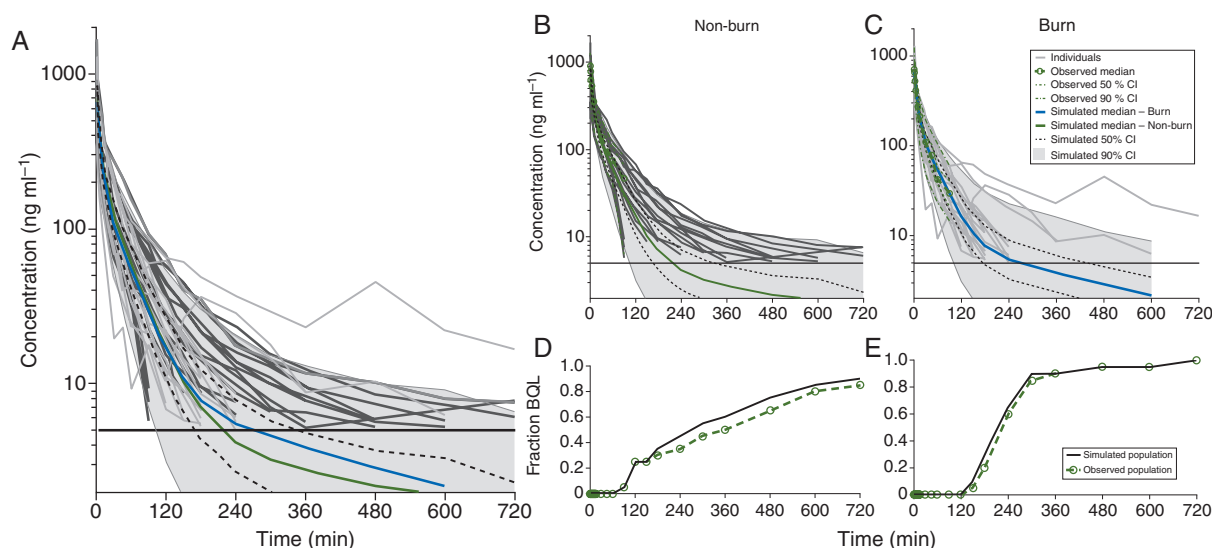 A
Concentration (ng ml⁻¹)
1000
100
10
0 120 240 360 480 600 720
Time (min)
B
Non-burn
Concentration (ng ml⁻¹)
1000
100
10
0 120 240 360 480 600 720
C
Burn
1000
100
10
0 120 240 360 480 600 720
Individuals
Observed median
Observed 50 % CI
Observed 90 % CI
Simulated median – Burn
Simulated median – Non-burn
Simulated 50% CI
Simulated 90% CI
D
Fraction BQL
1.0
0.8
0.6
0.4
0.2
0
0 120 240 360 480 600 720
E
1.0
0.8
0.6
0.4
0.2
0
0 120 240 360 480 600 720
Simulated population
Observed population
Time (min)